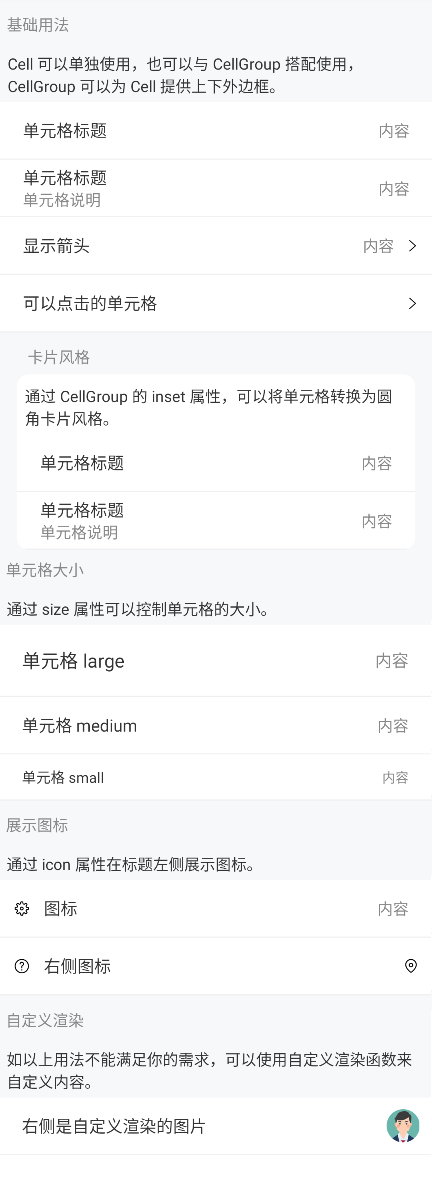 基础用法
Cell 可以单独使用，也可以与 CellGroup 搭配使用，
CellGroup 可以为 Cell 提供上下外边框。
单元格标题 内容
单元格标题
单元格说明
内容
显示箭头 内容
可以点击的单元格
卡片风格
通过 CellGroup 的 inset 属性，可以将单元格转换为圆
角卡片风格。
单元格标题 内容
单元格标题
单元格说明
内容
单元格大小
通过 size 属性可以控制单元格的大小。
单元格 large 内容
单元格 medium 内容
单元格 small 内容
展示图标
通过 icon 属性在标题左侧展示图标。
图标 内容
右侧图标
自定义渲染
如以上用法不能满足你的需求，可以使用自定义渲染函数来
自定义内容。
右侧是自定义渲染的图片